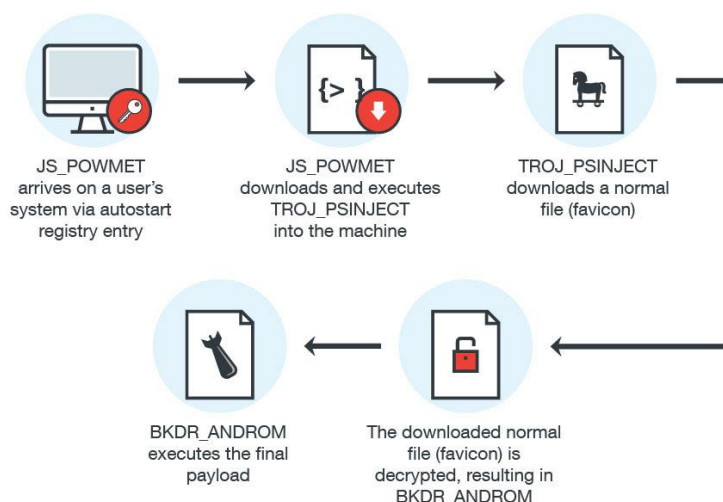 {> }
JS_POWMET
arrives on a user's
system via autostart
registry entry
JS_POWMET
downloads and executes
TROJ_PSINJECT
into the machine
TROJ_PSINJECT
downloads a normal
file (favicon)
BKDR_ANDROM
executes the final
payload
The downloaded normal
file (favicon) is
decrypted, resulting in
BKDR_ANDROM